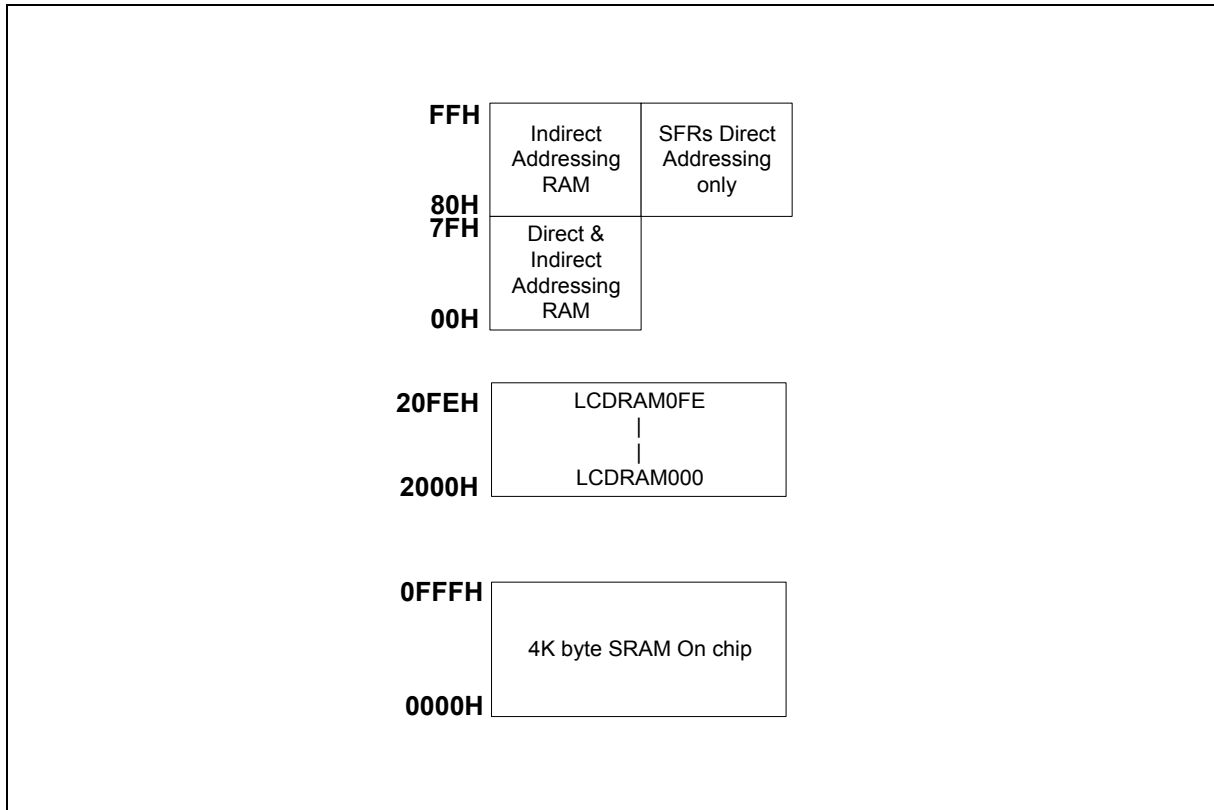 FFH
Indirect
Addressing
RAM
SFRs Direct
Addressing
only
80H
7FH
Direct &
Indirect
Addressing
RAM
00H
20FEH
LCDRAM0FE
|
|
LCDRAM000
2000H
0FFFH
4K byte SRAM On chip
0000H